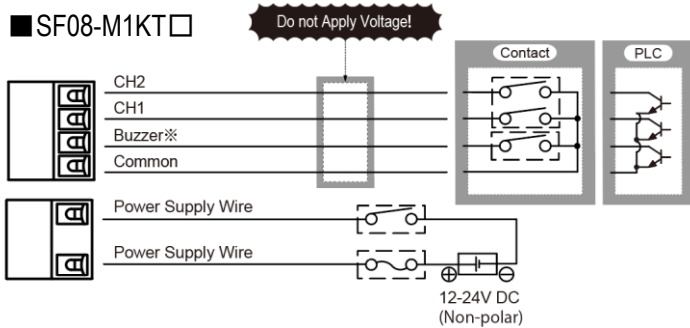 ■SF08-M1KT□
Do not Apply Voltage!
Contact
PLC
CH2
CH1
Buzzer※
Common
Power Supply Wire
Power Supply Wire
⊕ ⊖
12-24V DC
(Non-polar)